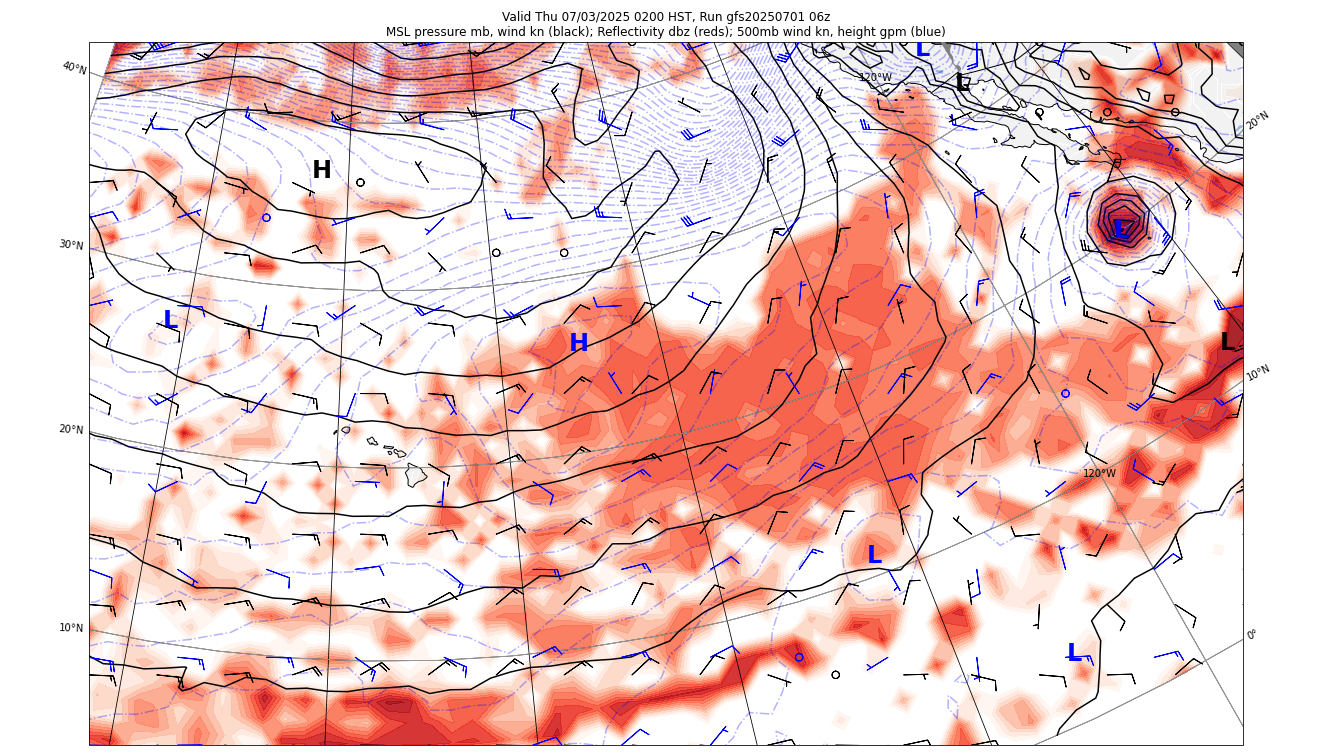 Valid Thu 07/03/2025 0200 HST, Run gfs20250701 06z
MSL pressure mb, wind kn (black); Reflectivity dbz (reds); 500mb wind kn, height gpm (blue)
L
40°N
120°W
L
20°N
H
L
30°N
L
H
L
10°N
20°N
120°W
L
10°N
0°
L